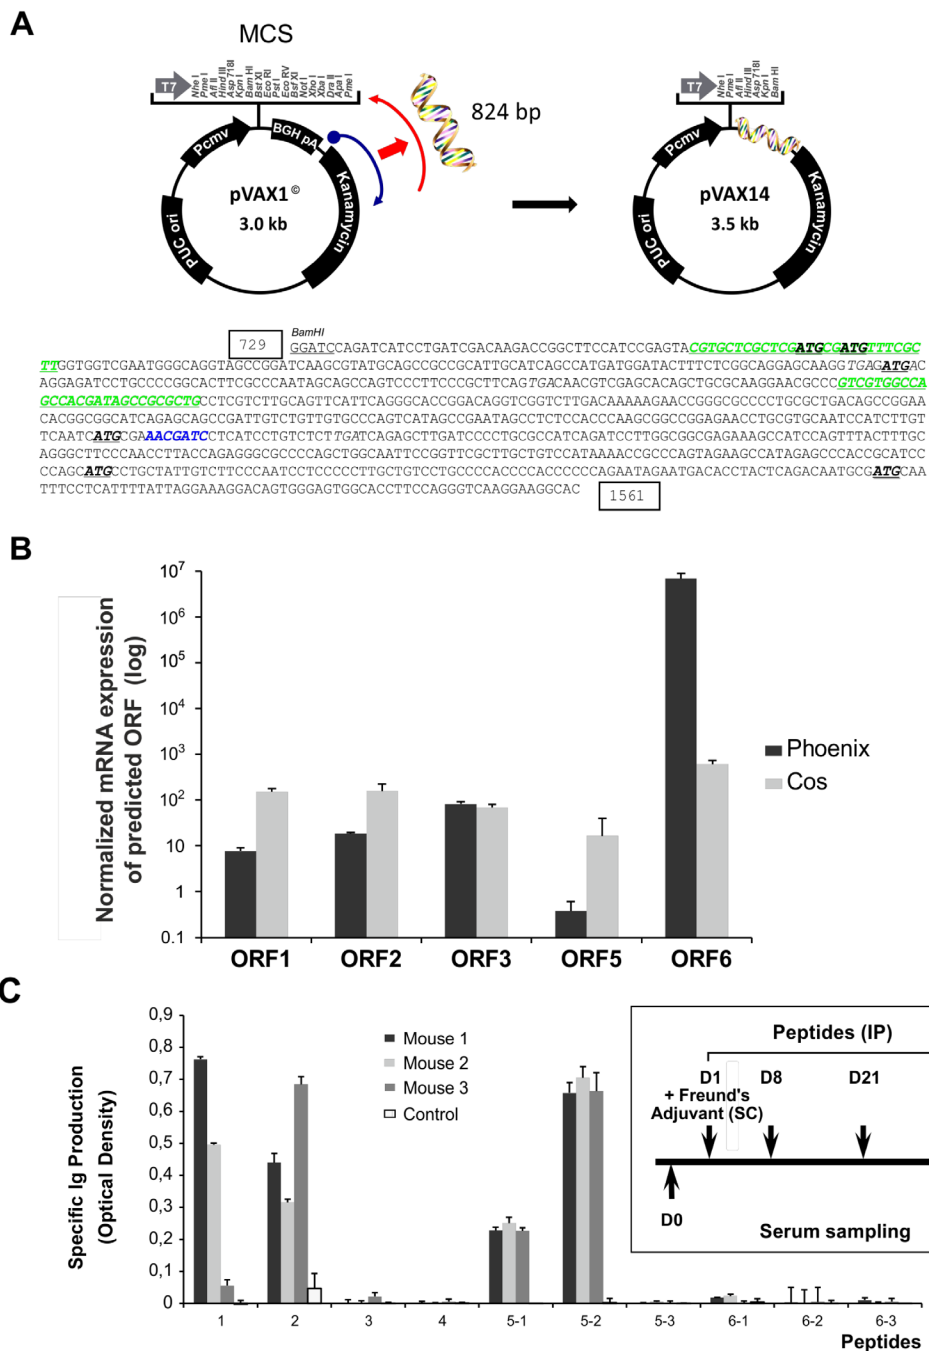 A
MCS
T7
Nhe I
Pme I
Afl II
Hind III
Asp 718I
Kpn I
Bam HI
Bst XI
Eco RI
Pst I
Eco RV
Bst XI
Not I
Xho I
Xba I
Dra II
Apa I
Pme I
824 bp
T7
Nhe I
Pme I
Afl II
Hind III
Asp 718I
Kpn I
Bam HI
Pcmv
BGH pA
Kanamycin
PUC ori
pVAX1©
3.0 kb
Pcmv
Kanamycin
PUC ori
pVAX14
3.5 kb
729
BamHI
GGATCCAGATCATCCTGATCGACAAGACCGGCTTCCATCCGAGTACGTGCTCGCTCGATGCGATGTTTCGC
TTGGTGGTCGAATGGGCAGGTAGCCGGATCAAGCGTATGCAGCCGCCGCATTGCATCAGCCATGATGGATACTTTCTCGGCAGGAGCAAGGTGAGATGAC
AGGAGATCCTGCCCCGGCACTTCGCCCAATAGCAGCCAGTCCCTTCCCGCTTCAGTGACAACGTCGAGCACAGCTGCGCAAGGAACGCCCGTCGTGGCCA
GCCACGATAGCCGCGCTGCCTCGTCTTGCAGTTCATTCAGGGCACCGGACAGGTCGGTCTTGACAAAAAGAACCGGGCGCCCCTGCGCTGACAGCCGGAA
CACGGCGGCATCAGAGCAGCCGATTGTCTGTTGTGCCCAGTCATAGCCGAATAGCCTCTCCACCCAAGCGGCCGGAGAACCTGCGTGCAATCCATCTTGT
TCAATCATGCGAAACGATCCTCATCCTGTCTCTTGATCAGAGCTTGATCCCCTGCGCCATCAGATCCTTGGCGGCGAGAAAGCCATCCAGTTTACTTTGC
AGGGCTTCCCAACCTTACCAGAGGGCGCCCCAGCTGGCAATTCCGGTTCGCTTGCTGTCCATAAAACCGCCCAGTAGAAGCCATAGAGCCCACCGCATCC
CCAGCATGCCTGCTATTGTCTTCCCAATCCTCCCCCTTGCTGTCCTGCCCCACCCCACCCCCCAGAATAGAATGACACCTACTCAGACAATGCGATGCAA
TTTCCTCATTTTATTAGGAAAGGACAGTGGGAGTGGCACCTTCCAGGGTCAAGGAAGGCAC
1561
B
Normalized mRNA expression
of predicted ORF (log)
10⁷
10⁶
10⁵
10⁴
10³
10²
10
1
0.1
Phoenix
Cos
ORF1 ORF2 ORF3 ORF5 ORF6
C
Specific Ig Production
(Optical Density)
0,9
0,8
0,7
0,6
0,5
0,4
0,3
0,2
0,1
0
Mouse 1
Mouse 2
Mouse 3
Control
Peptides (IP)
D1 D8 D21
+ Freund's
Adjuvant (SC)
D0
Serum sampling
1 2 3 4 5-1 5-2 5-3 6-1 6-2 6-3
Peptides